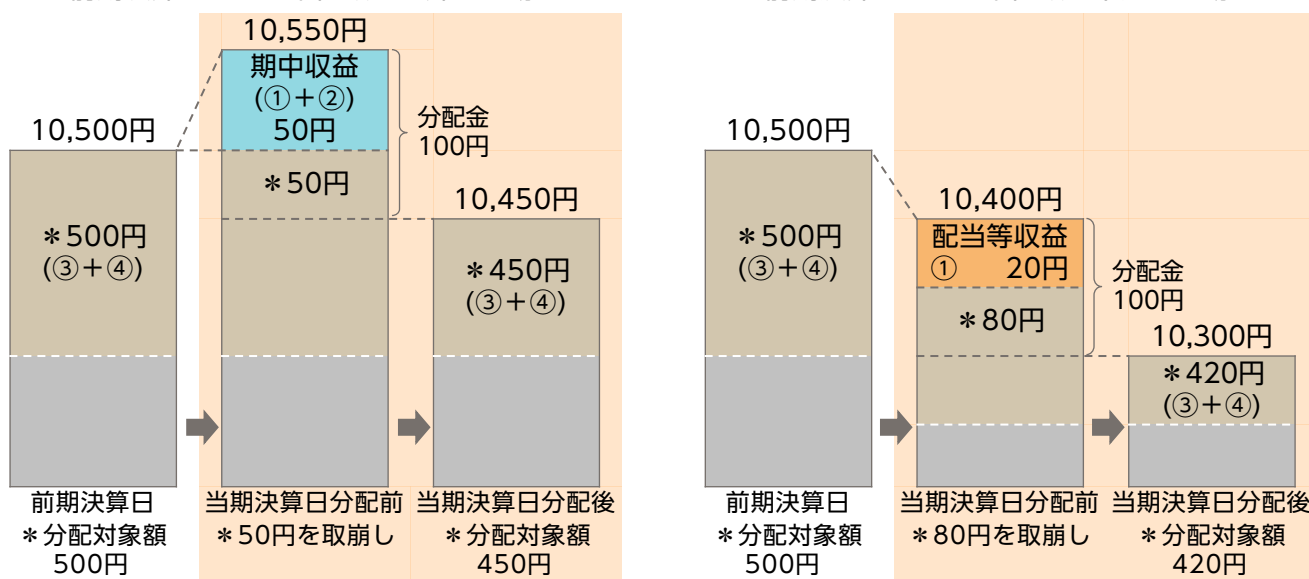 10,550円
期中収益
(①+②)
50円
分配金
100円
10,500円
*50円
10,450円
*500円
(③+④)
*450円
(③+④)
前期決算日
*分配対象額
500円
当期決算日分配前
*50円を取崩し
当期決算日分配後
*分配対象額
450円
10,500円
10,400円
*500円
(③+④)
配当等収益
① 20円
分配金
100円
*80円
10,300円
*420円
(③+④)
前期決算日
*分配対象額
500円
当期決算日分配前
*80円を取崩し
当期決算日分配後
*分配対象額
420円